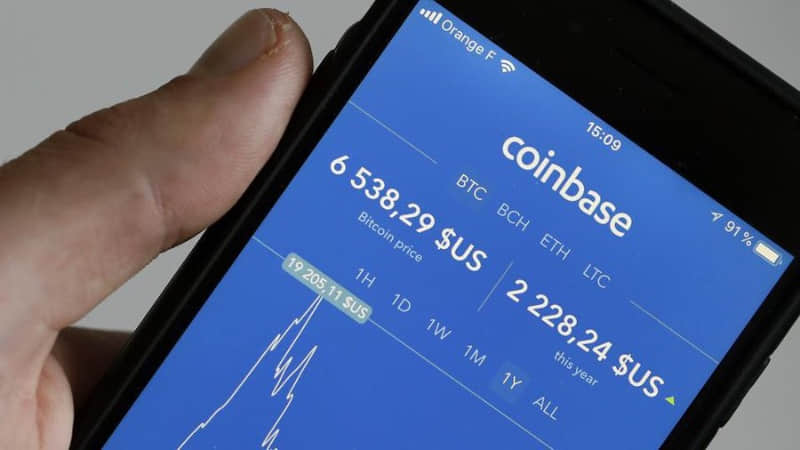 Orange F
15:09
91 %
coinbase
BTC BCH ETH LTC
6 538,29 $US
Bitcoin price
2 228,24 $US
this year
1H 1D 1W 1M 1Y ALL
19 205,11 $US